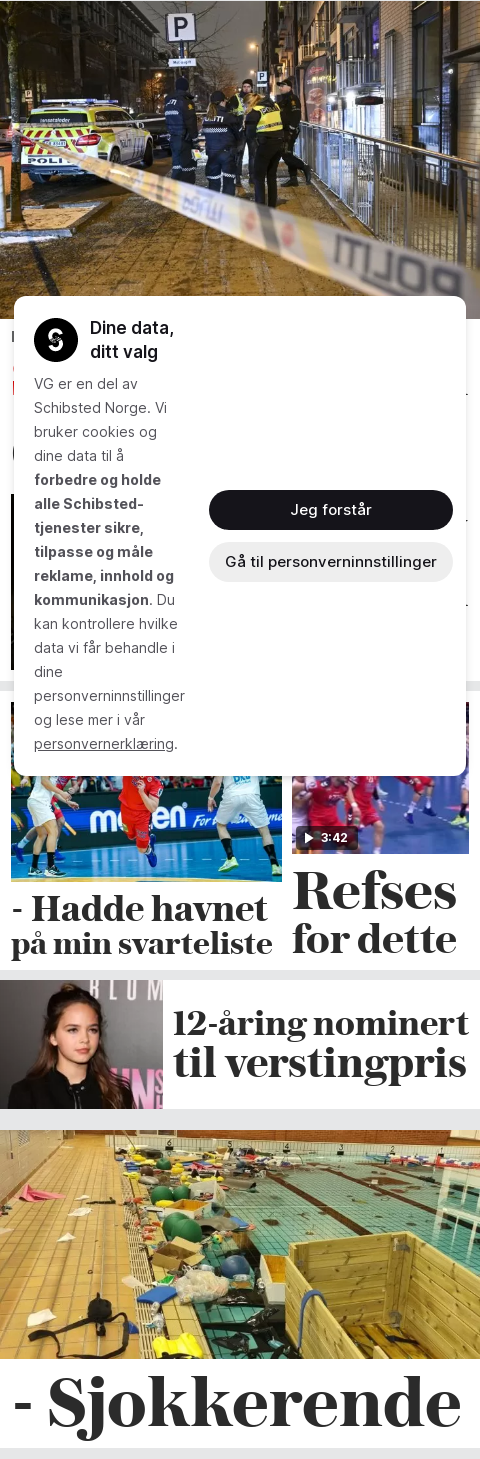 P
POLITI
POLITI
Dine data,
ditt valg
VG er en del av
Schibsted Norge. Vi
bruker cookies og
dine data til å
forbedre og holde
alle Schibsted-
tjenester sikre,
tilpasse og måle
reklame, innhold og
kommunikasjon. Du
kan kontrollere hvilke
data vi får behandle i
dine
personverninnstillinger
og lese mer i vår
personvernerklæring.
Jeg forstår
Gå til personverninnstillinger
molten
3:42
- Hadde havnet
på min svarteliste
Refses
for dette
BLUM
12-åring nominert
til verstingpris
- Sjokkerende